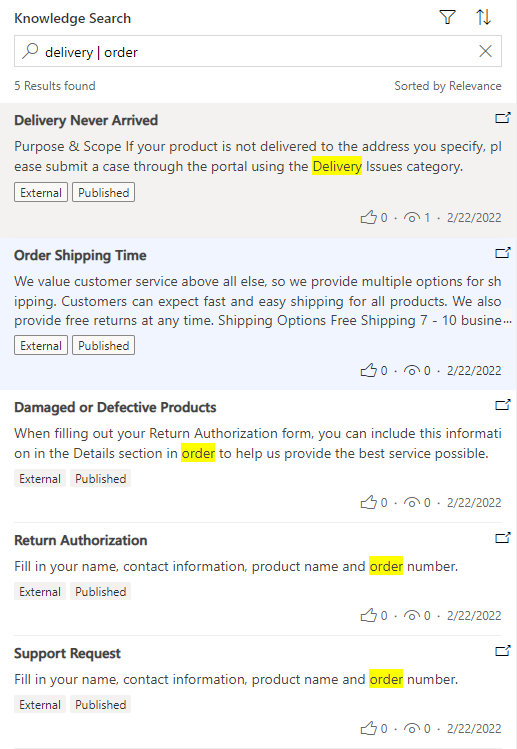 Knowledge Search
delivery | order
5 Results found
Sorted by Relevance
Delivery Never Arrived
Purpose & Scope If your product is not delivered to the address you specify, pl
ease submit a case through the portal using the Delivery Issues category.
External Published
0 · 1 · 2/22/2022
Order Shipping Time
We value customer service above all else, so we provide multiple options for sh
ipping. Customers can expect fast and easy shipping for all products. We also
provide free returns at any time. Shipping Options Free Shipping 7 - 10 busine...
External Published
0 · 0 · 2/22/2022
Damaged or Defective Products
When filling out your Return Authorization form, you can include this informati
on in the Details section in order to help us provide the best service possible.
External Published
0 · 0 · 2/22/2022
Return Authorization
Fill in your name, contact information, product name and order number.
External Published
0 · 0 · 2/22/2022
Support Request
Fill in your name, contact information, product name and order number.
External Published
0 · 0 · 2/22/2022